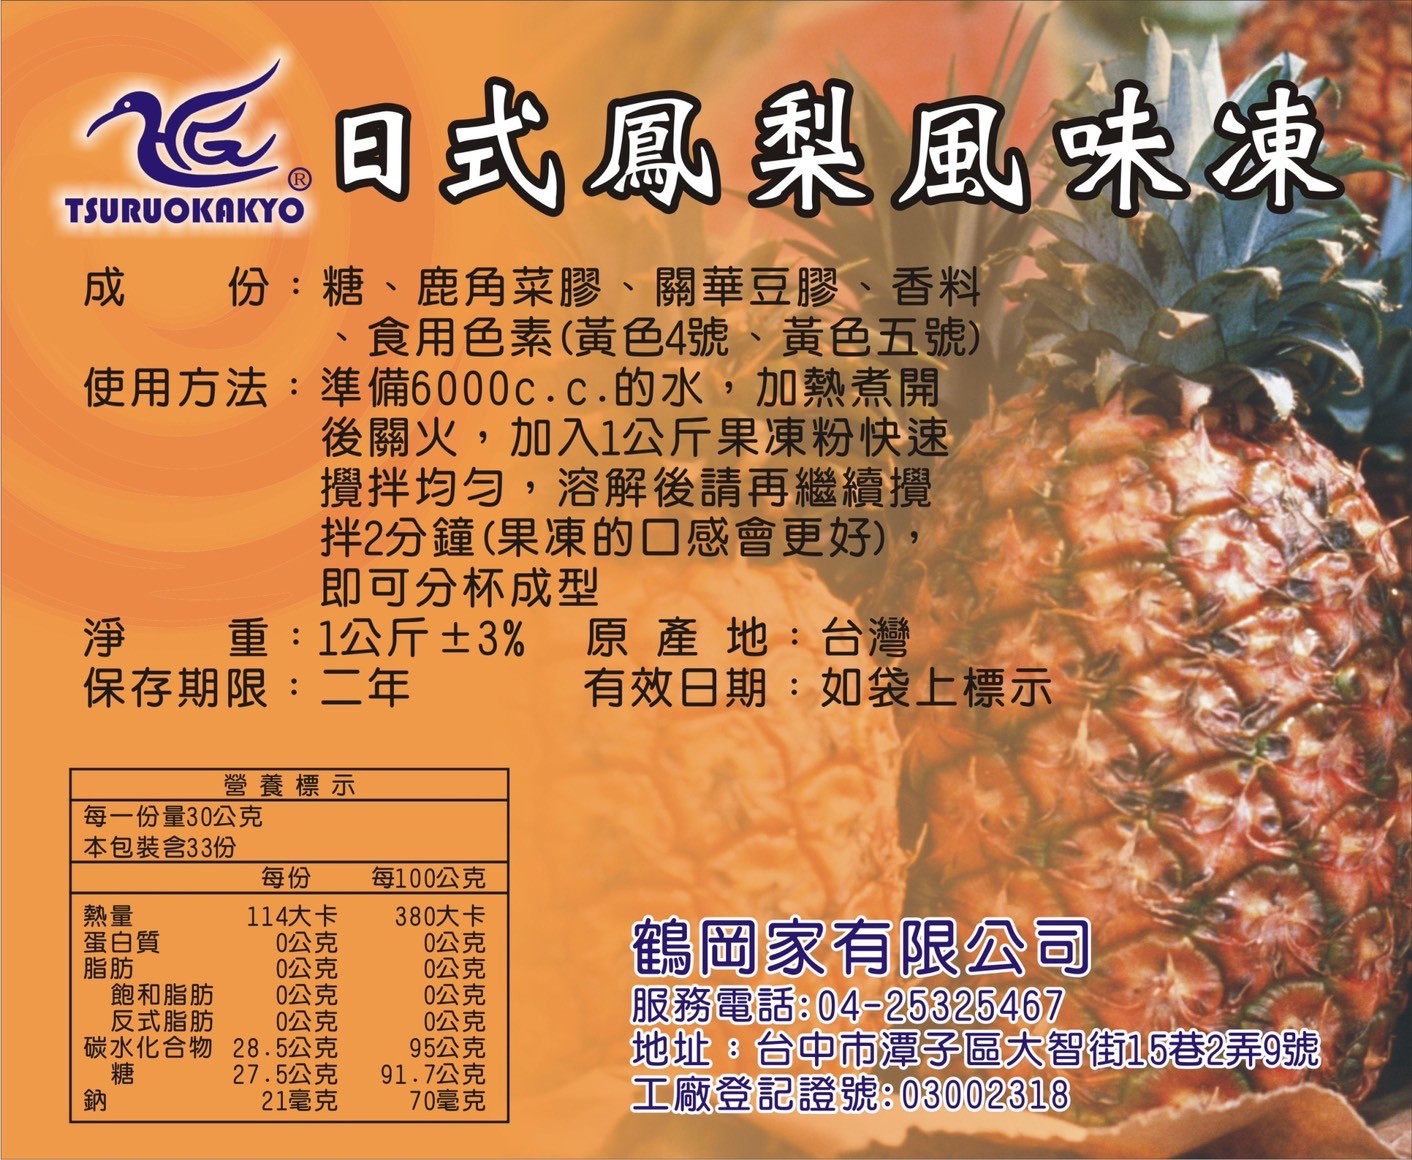 HG
®
TSURUOKAKYO
日式鳳梨風味凍
成　　份：糖、鹿角菜膠、關華豆膠、香料
、食用色素(黃色4號、黃色五號)
使用方法：準備6000c.c.的水，加熱煮開
後關火，加入1公斤果凍粉快速
攪拌均勻，溶解後請再繼續攪
拌2分鐘(果凍的口感會更好)，
即可分杯成型
淨　　重：1公斤±3%　原 產 地：台灣
保存期限：二年　有效日期：如袋上標示
營養標示
每一份量30公克
本包裝含33份
每份　每100公克
熱量　114大卡　380大卡
蛋白質　0公克　0公克
脂肪　0公克　0公克
飽和脂肪　0公克　0公克
反式脂肪　0公克　0公克
碳水化合物　28.5公克　95公克
糖　27.5公克　91.7公克
鈉　21毫克　70毫克
鶴岡家有限公司
服務電話:04-25325467
地址：台中市潭子區大智街15巷2弄9號
工廠登記證號:03002318